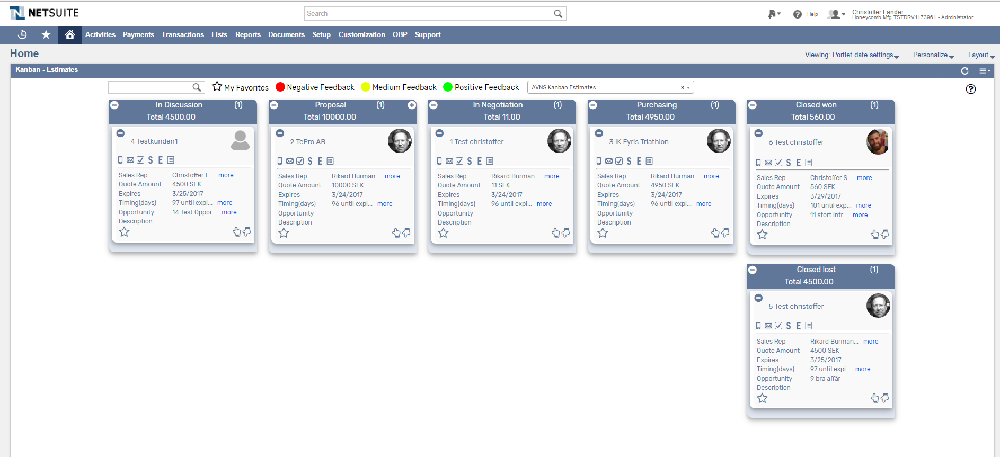 NETSUITE
Search
Help
Christoffer Lander
Honeycomb Mfg TSTDRV1173961 - Administrator
Activities Payments Transactions Lists Reports Documents Setup Customization OBP Support
Home
Viewing: Portlet date settings Personalize Layout
Kanban - Estimates
My Favorites Negative Feedback Medium Feedback Positive Feedback AVNS Kanban Estimates
In Discussion (1)
Total 4500.00
4 Testkunden1
S E
Sales Rep Christoffer L... more
Quote Amount 4500 SEK
Expires 3/25/2017
Timing(days) 97 until expi... more
Opportunity 14 Test Oppor... more
Description
Proposal (1)
Total 10000.00
2 TePro AB
S E
Sales Rep Rikard Burman... more
Quote Amount 10000 SEK
Expires 3/24/2017
Timing(days) 96 until expi... more
Opportunity
Description
In Negotiation (1)
Total 11.00
1 Test christoffer
S E
Sales Rep Rikard Burman... more
Quote Amount 11 SEK
Expires 3/24/2017
Timing(days) 96 until expi... more
Opportunity
Description
Purchasing (1)
Total 4950.00
3 IK Fyris Triathlon
S E
Sales Rep Rikard Burman... more
Quote Amount 4950 SEK
Expires 3/24/2017
Timing(days) 96 until expi... more
Opportunity
Description
Closed won (1)
Total 560.00
6 Test christoffer
S E
Sales Rep Christoffer S... more
Quote Amount 560 SEK
Expires 3/29/2017
Timing(days) 101 until exp... more
Opportunity 11 stort intr... more
Description
Closed lost (1)
Total 4500.00
5 Test christoffer
S E
Sales Rep Rikard Burman... more
Quote Amount 4500 SEK
Expires 3/25/2017
Timing(days) 97 until expi... more
Opportunity 9 bra affär
Description